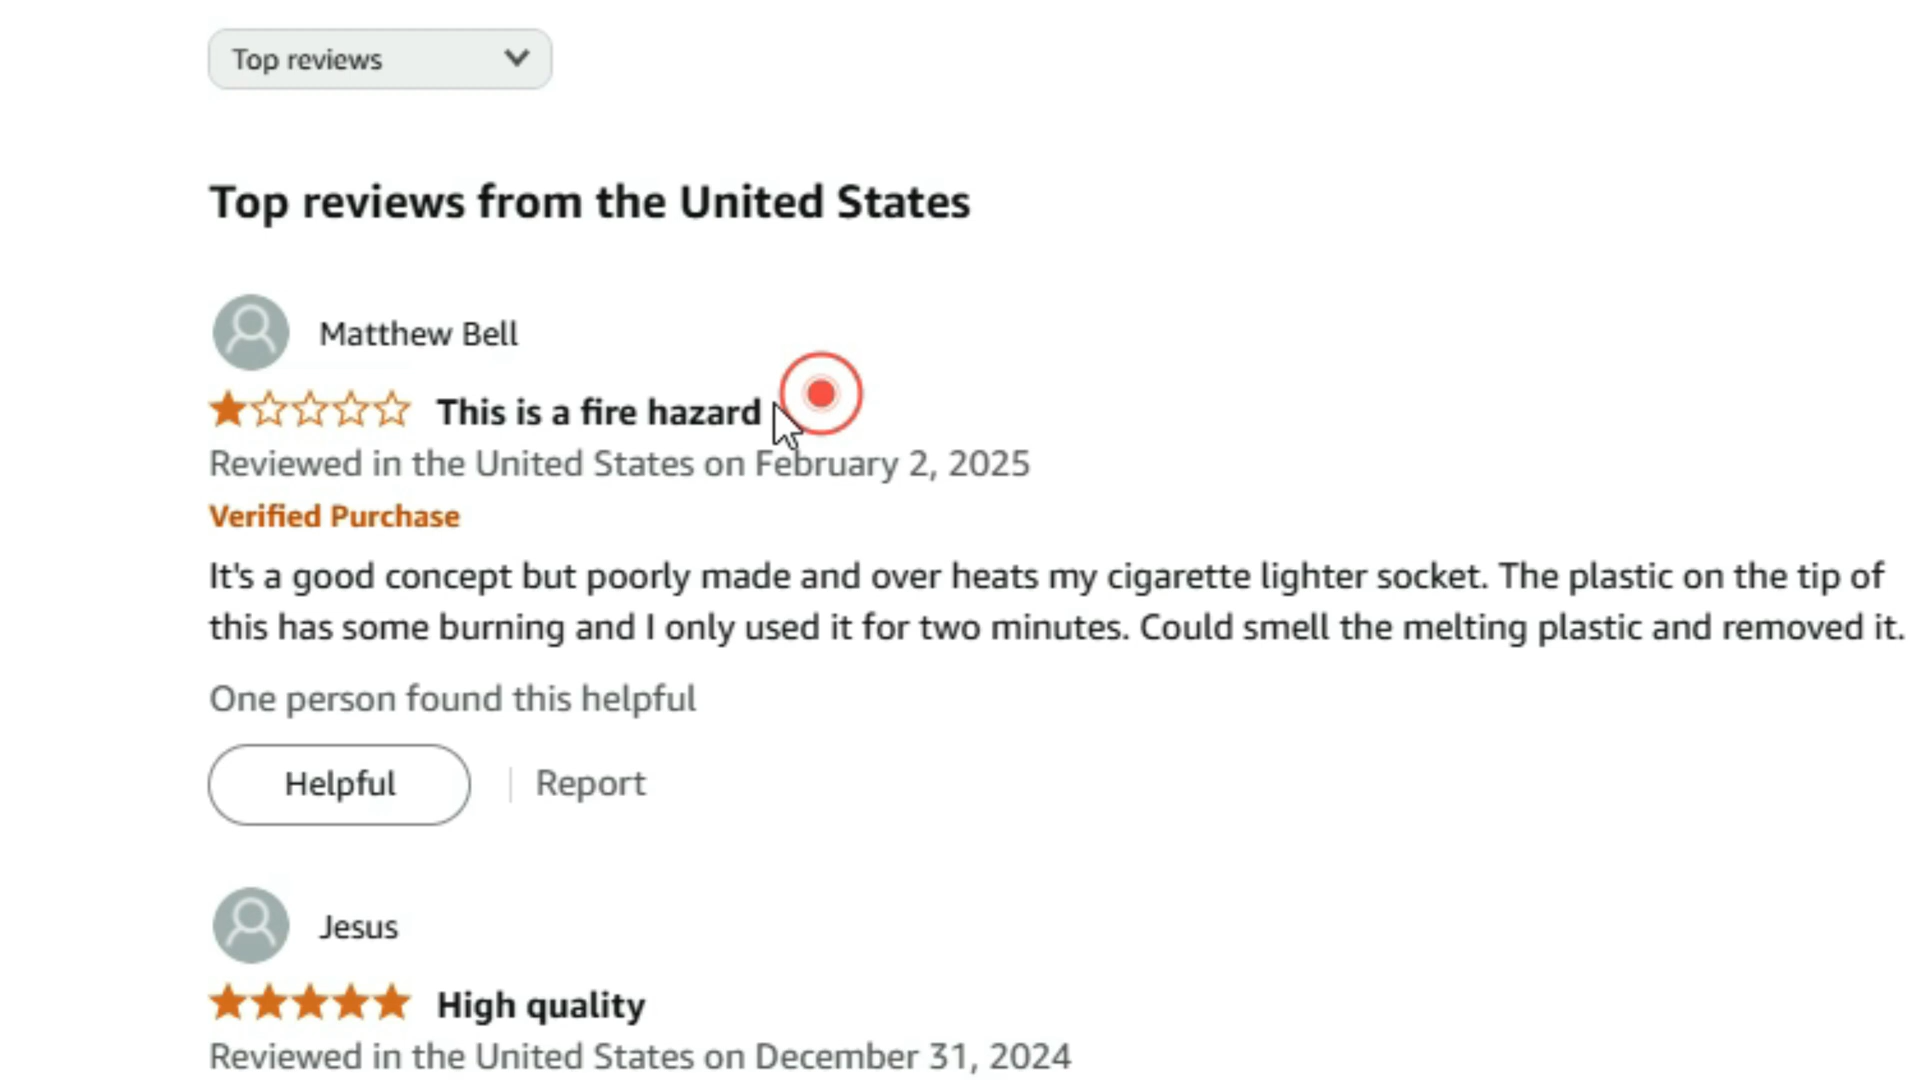 Top reviews
Top reviews from the United States
Matthew Bell
This is a fire hazard
Reviewed in the United States on February 2, 2025
Verified Purchase
It's a good concept but poorly made and over heats my cigarette lighter socket. The plastic on the tip of
this has some burning and I only used it for two minutes. Could smell the melting plastic and removed it.
One person found this helpful
Helpful
Report
Jesus
High quality
Reviewed in the United States on December 31, 2024